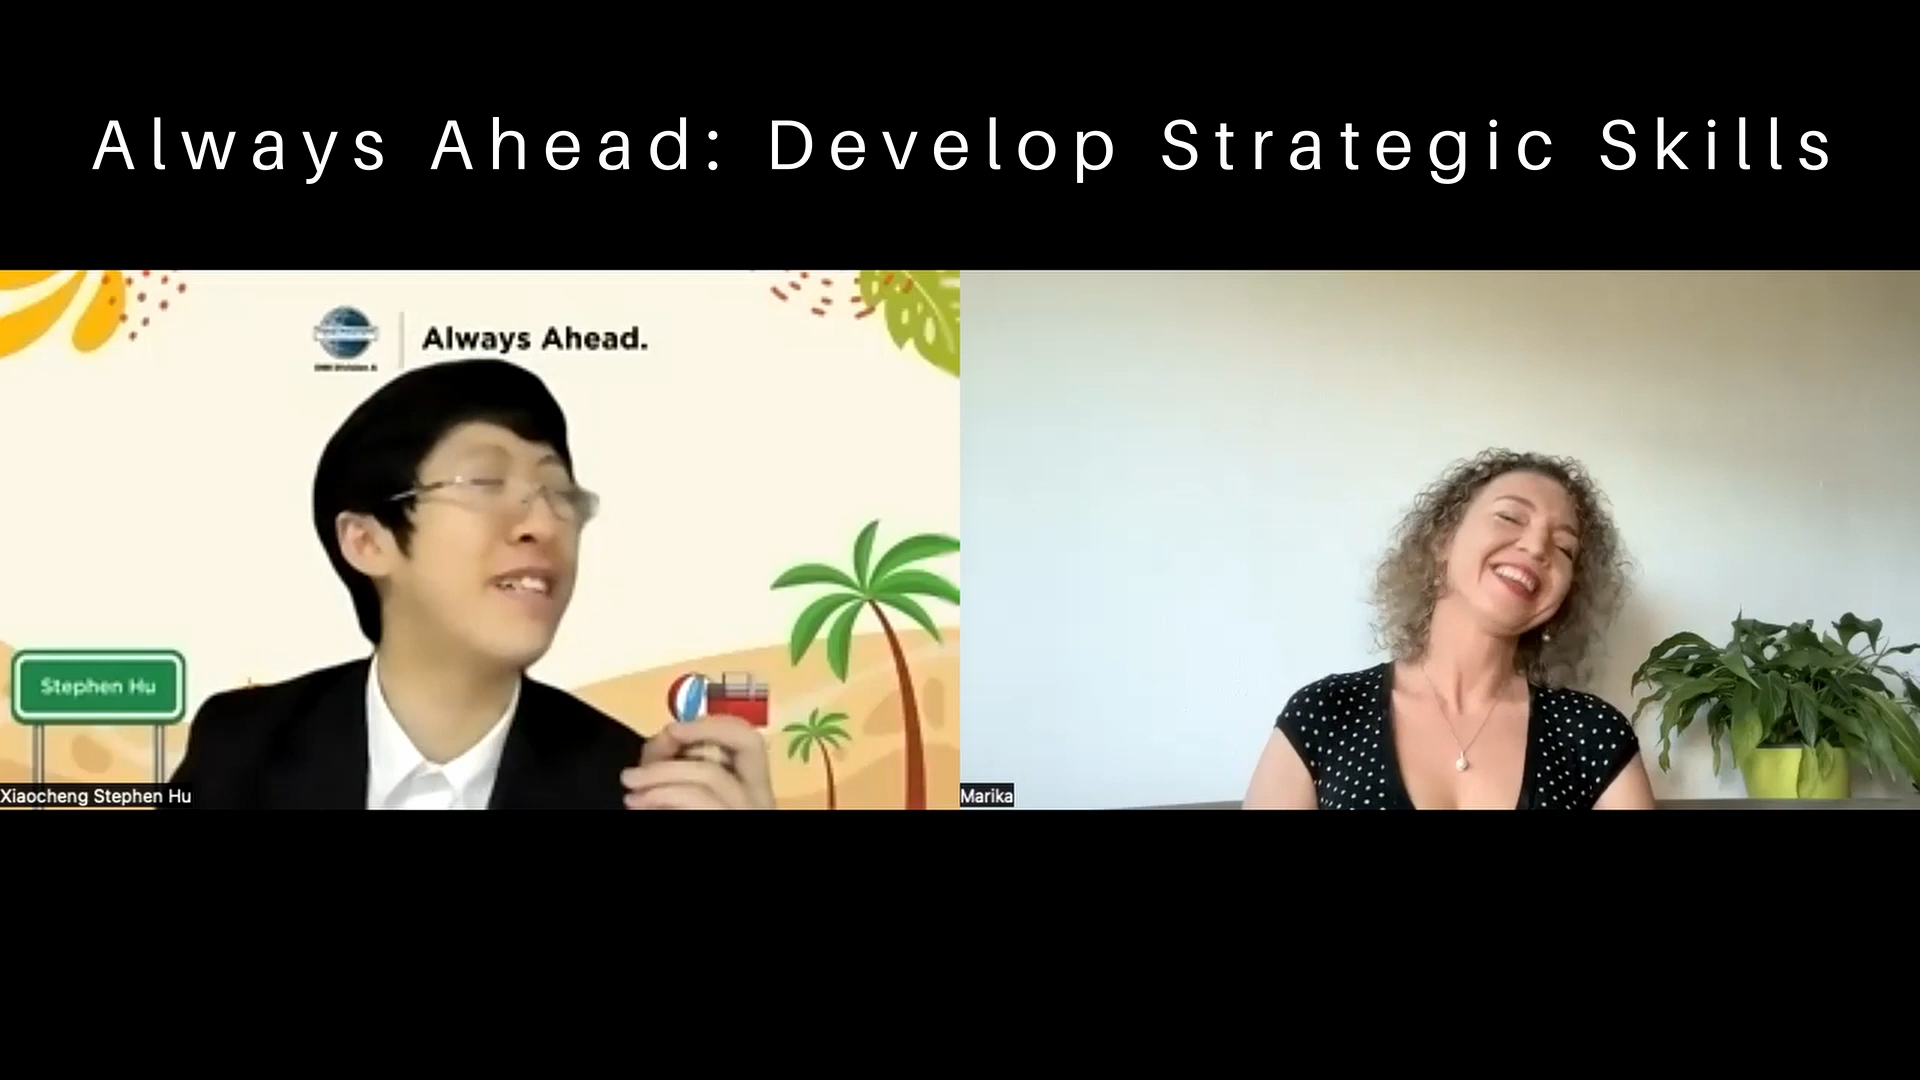 Always Ahead: Develop Strategic Skills
Always Ahead.
Stephen Hu
Xiaocheng Stephen Hu
Marika